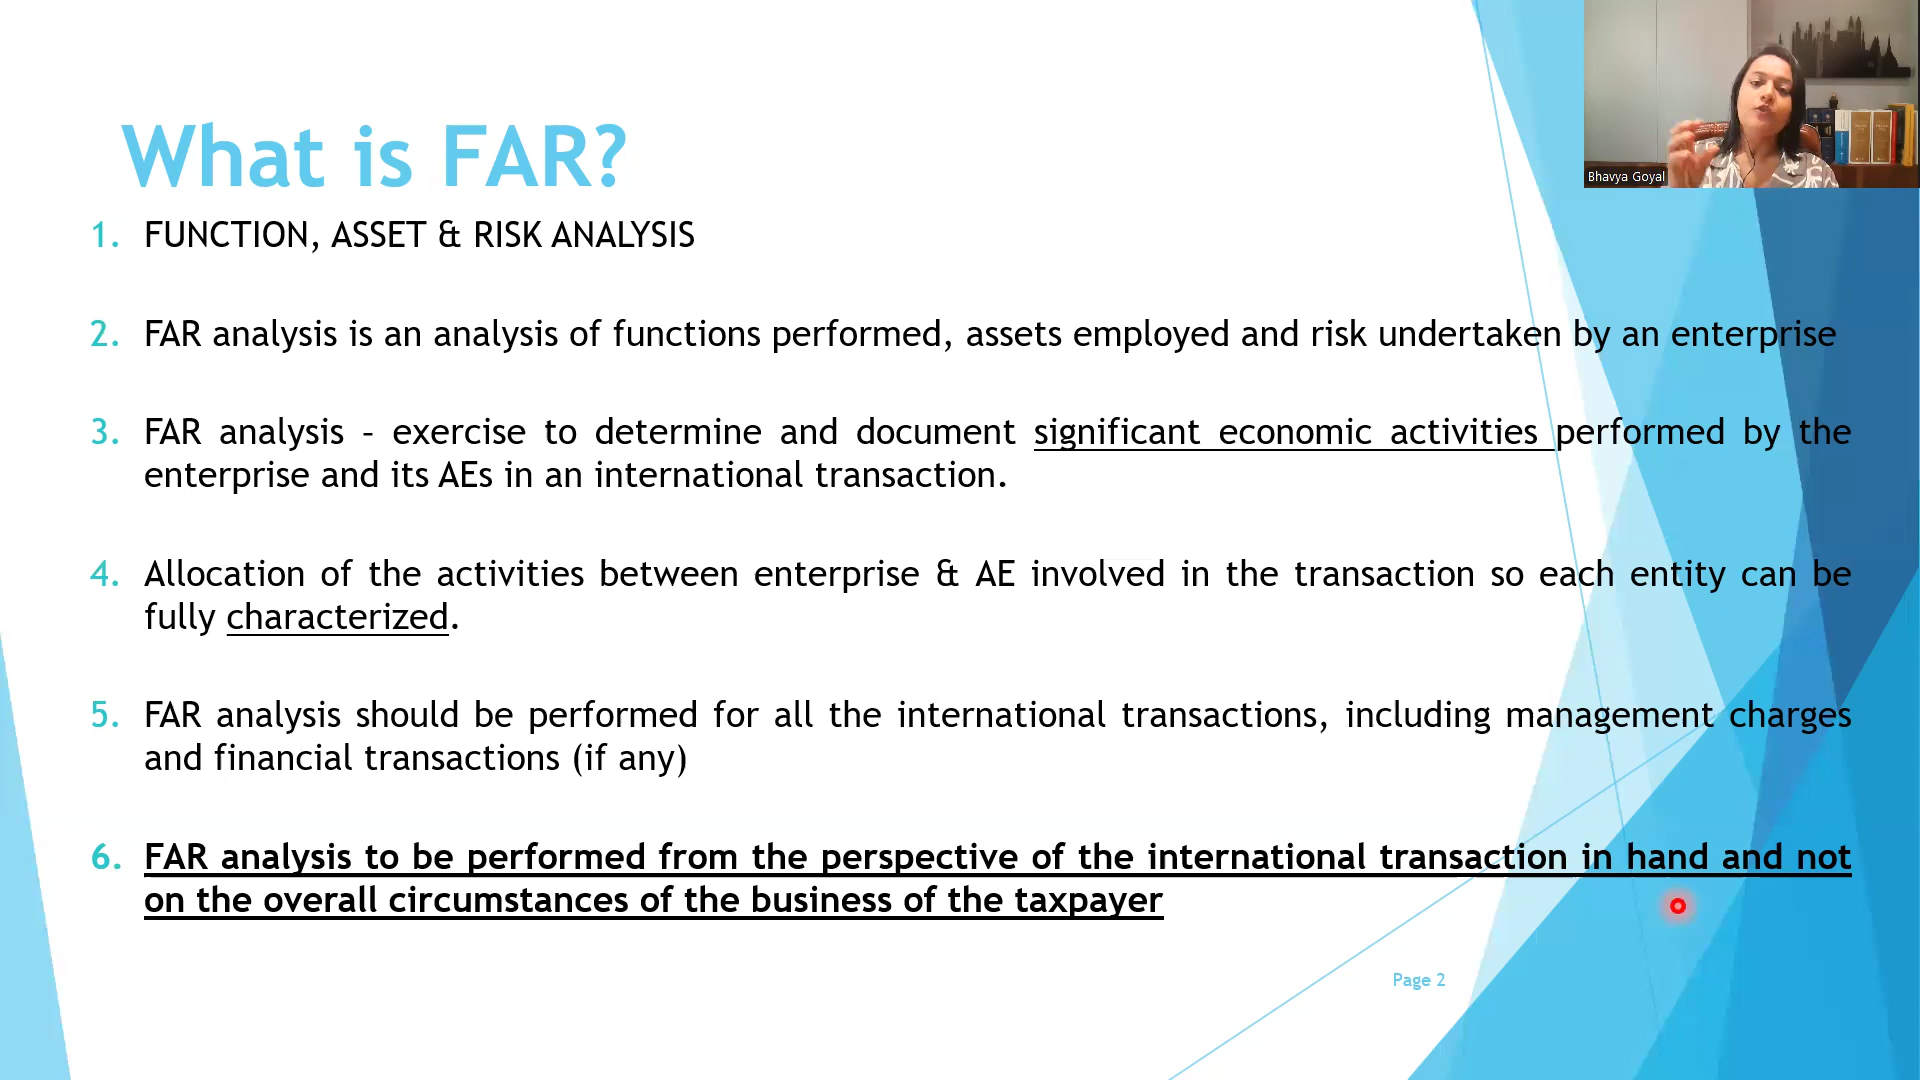 Bhavya Goyal
What is FAR?
1. FUNCTION, ASSET & RISK ANALYSIS
2. FAR analysis is an analysis of functions performed, assets employed and risk undertaken by an enterprise
3. FAR analysis – exercise to determine and document significant economic activities performed by the
enterprise and its AEs in an international transaction.
4. Allocation of the activities between enterprise & AE involved in the transaction so each entity can be
fully characterized.
5. FAR analysis should be performed for all the international transactions, including management charges
and financial transactions (if any)
6. FAR analysis to be performed from the perspective of the international transaction in hand and not
on the overall circumstances of the business of the taxpayer
Page 2